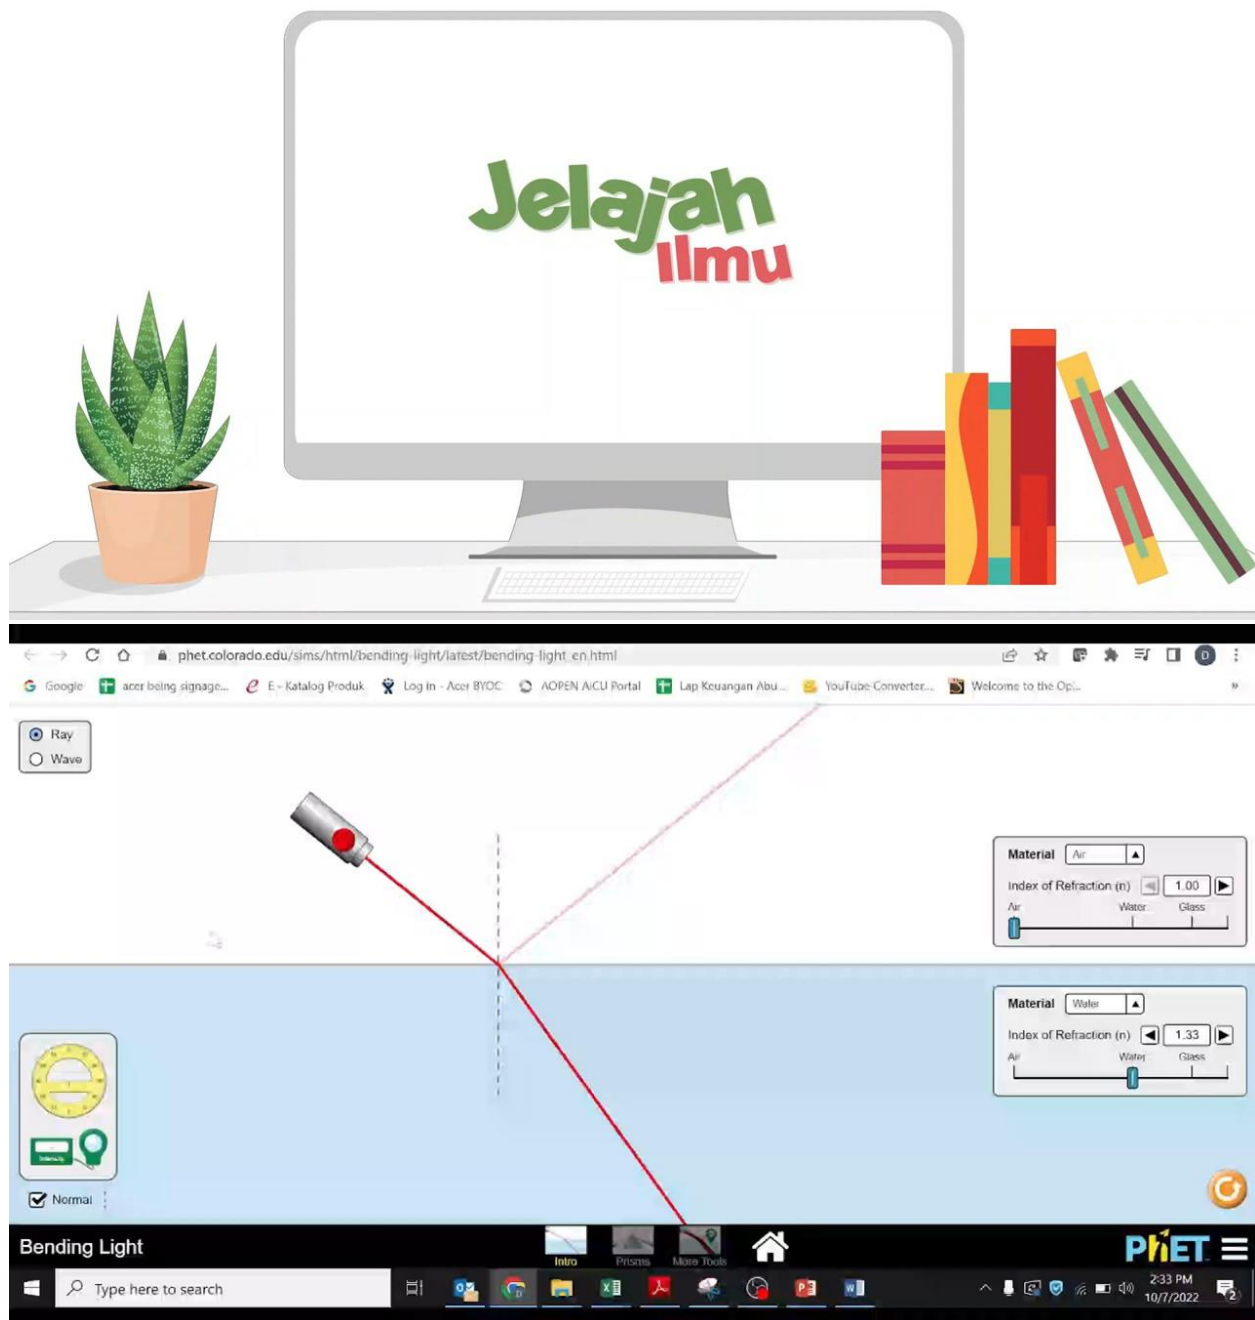 Jelajah
Ilmu
phet.colorado.edu/sims/html/bending-light/latest/bending-light_en.html
Google
acer being signage...
E - Katalog Produk
Log in - Acer BYOC
AOPEN AiCU Portal
Lap Keuangan Abu...
YouTube Converter...
Welcome to the Op...
»
Ray
Wave
Material Air
Index of Refraction (n) 1.00
Air Water Glass
Material Water
Index of Refraction (n) 1.33
Air Water Glass
Normal
Bending Light
Intro
Prisms
More Tools
PhET
Type here to search
2:33 PM
10/7/2022
2